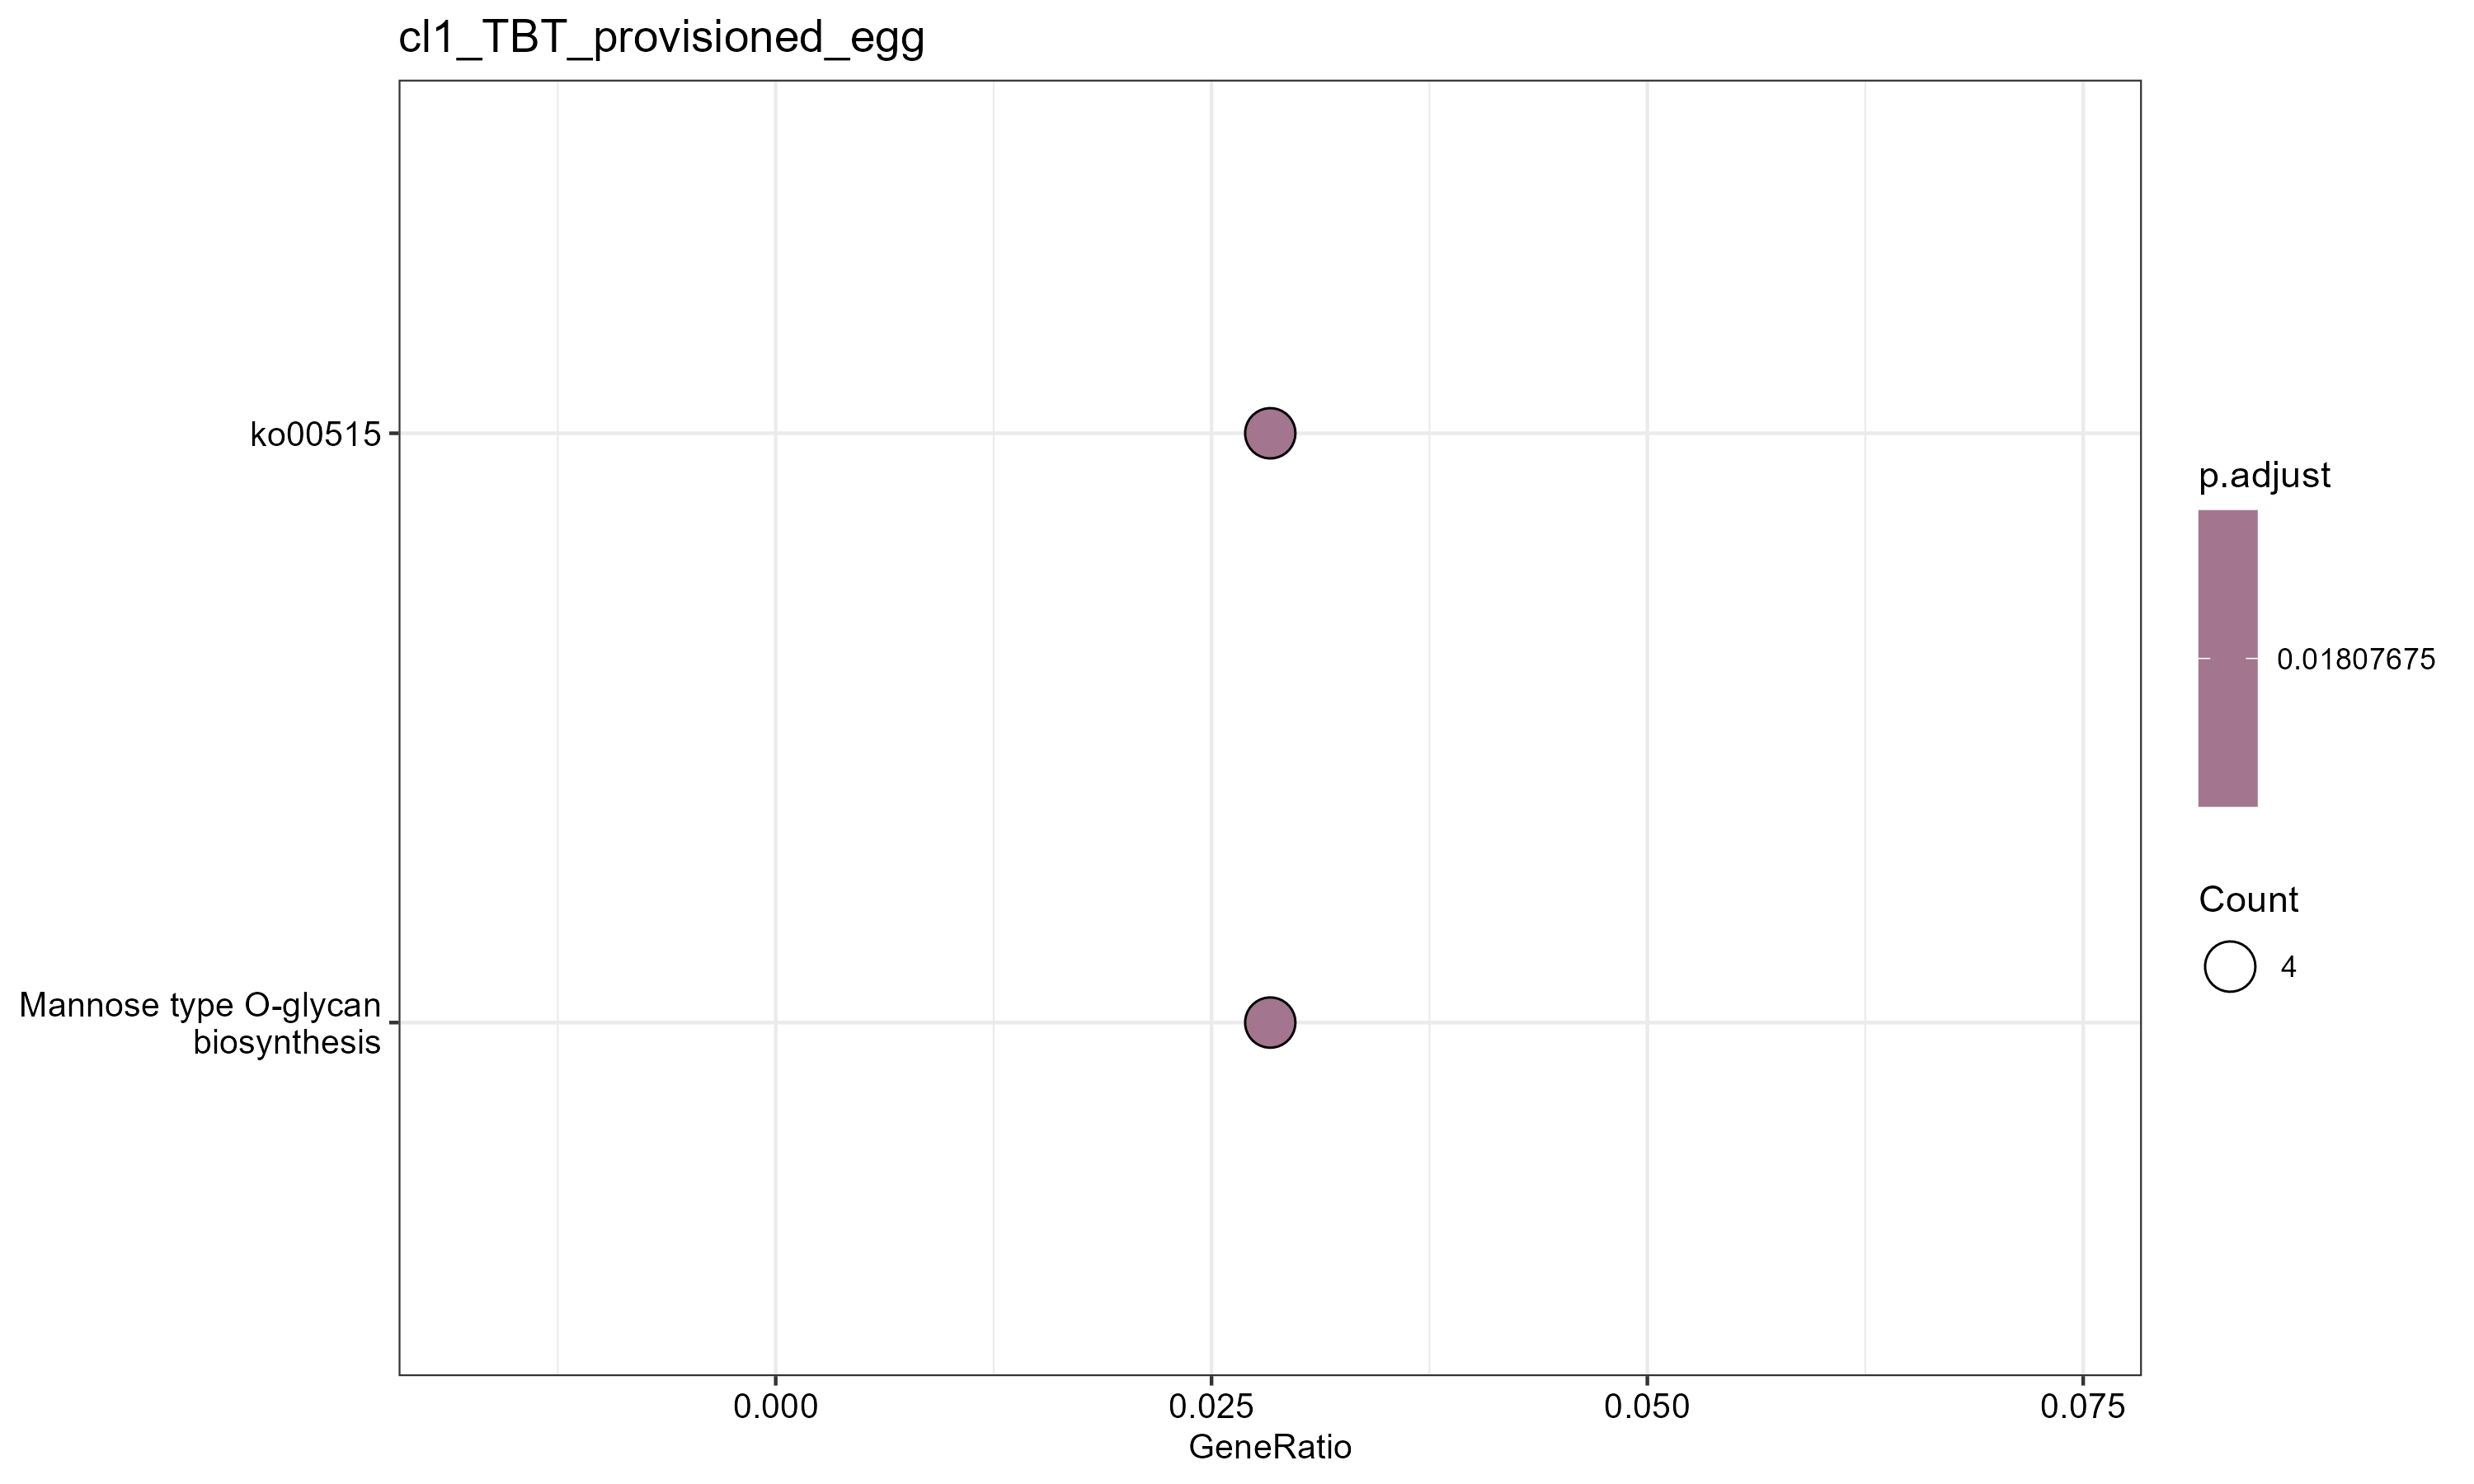 cl1_TBT_provisioned_egg
ko00515
Mannose type O-glycan
biosynthesis
0.000
0.025
0.050
0.075
GeneRatio
p.adjust
0.01807675
Count
4